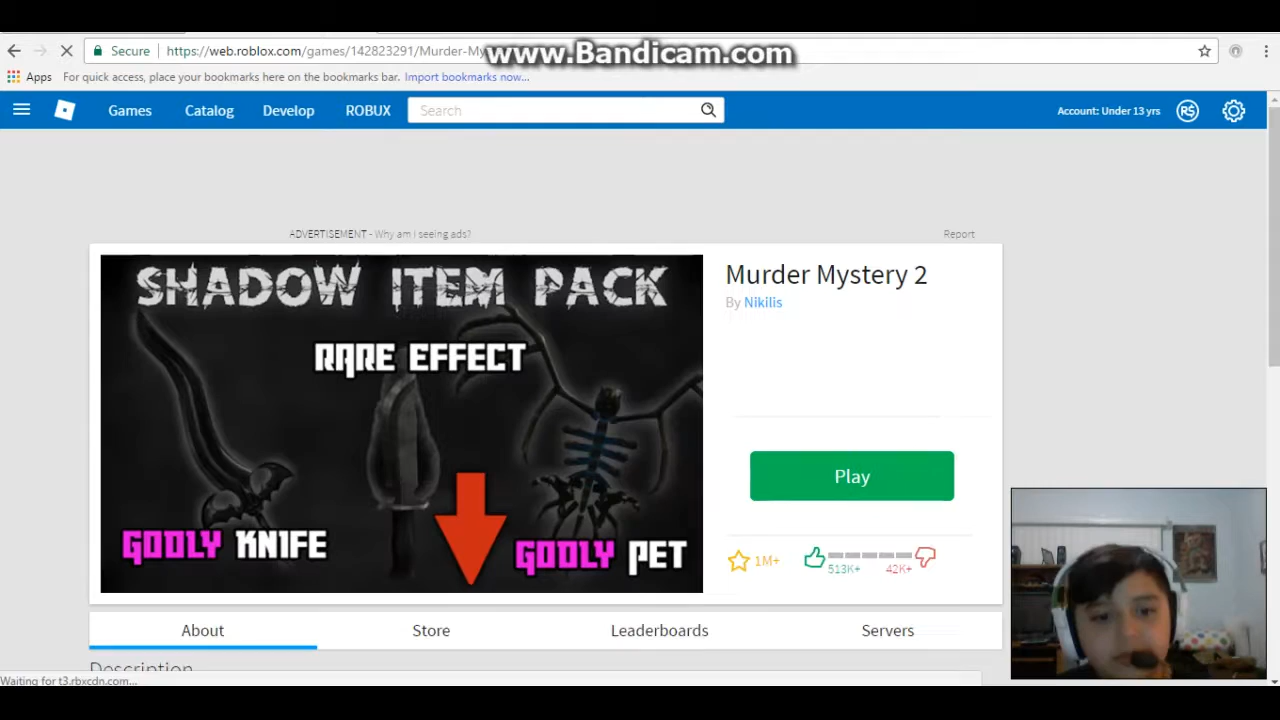 www.Bandicam.com
Secure
https://web.roblox.com/games/142823291/Murder-My
Apps
For quick access, place your bookmarks here on the bookmarks bar.
Import bookmarks now...
Games
Catalog
Develop
ROBUX
Search
Account: Under 13 yrs
R$
ADVERTISEMENT - Why am I seeing ads?
Report
SHADOW ITEM PACK
RARE EFFECT
GODLY KNIFE
GODLY PET
Murder Mystery 2
By Nikilis
Play
1M+
513K+
42K+
About
Store
Leaderboards
Servers
Description
Waiting for t3.rbxcdn.com...